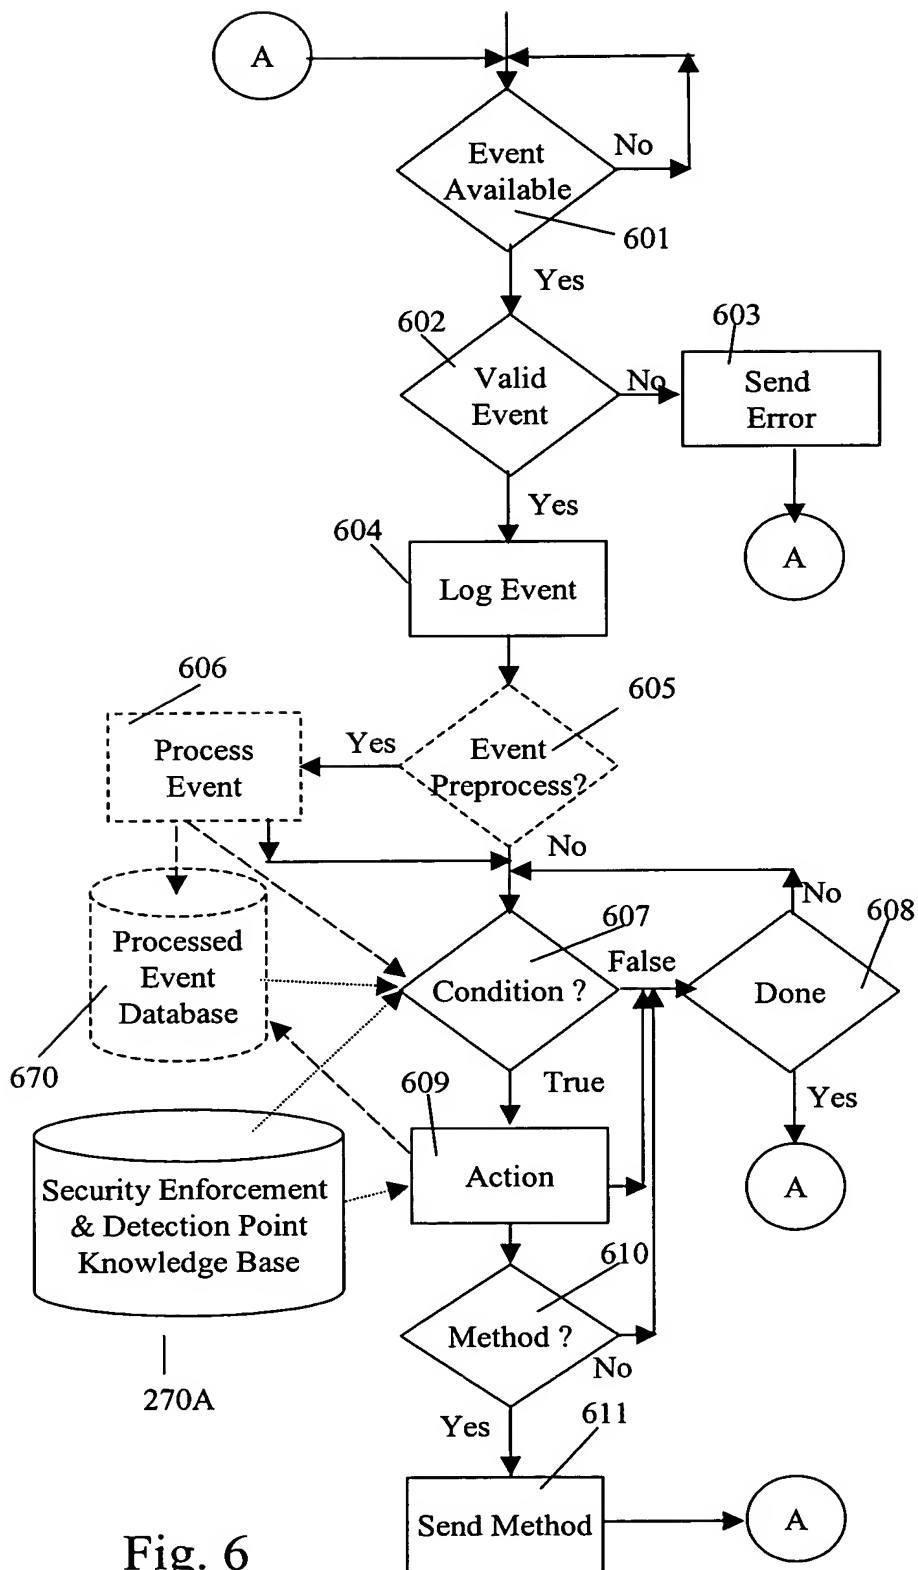 A
Event
Available
No
601
Yes
602
Valid
Event
No
603
Send
Error
Yes
A
604
Log Event
606
605
Process
Event
Yes
Event
Preprocess?
No
No
607
608
Processed
Event
Database
Condition ?
False
Done
670
609
True
Yes
Security Enforcement
& Detection Point
Knowledge Base
Action
A
610
Method ?
No
270A
Yes
611
Send Method
A
Fig. 6